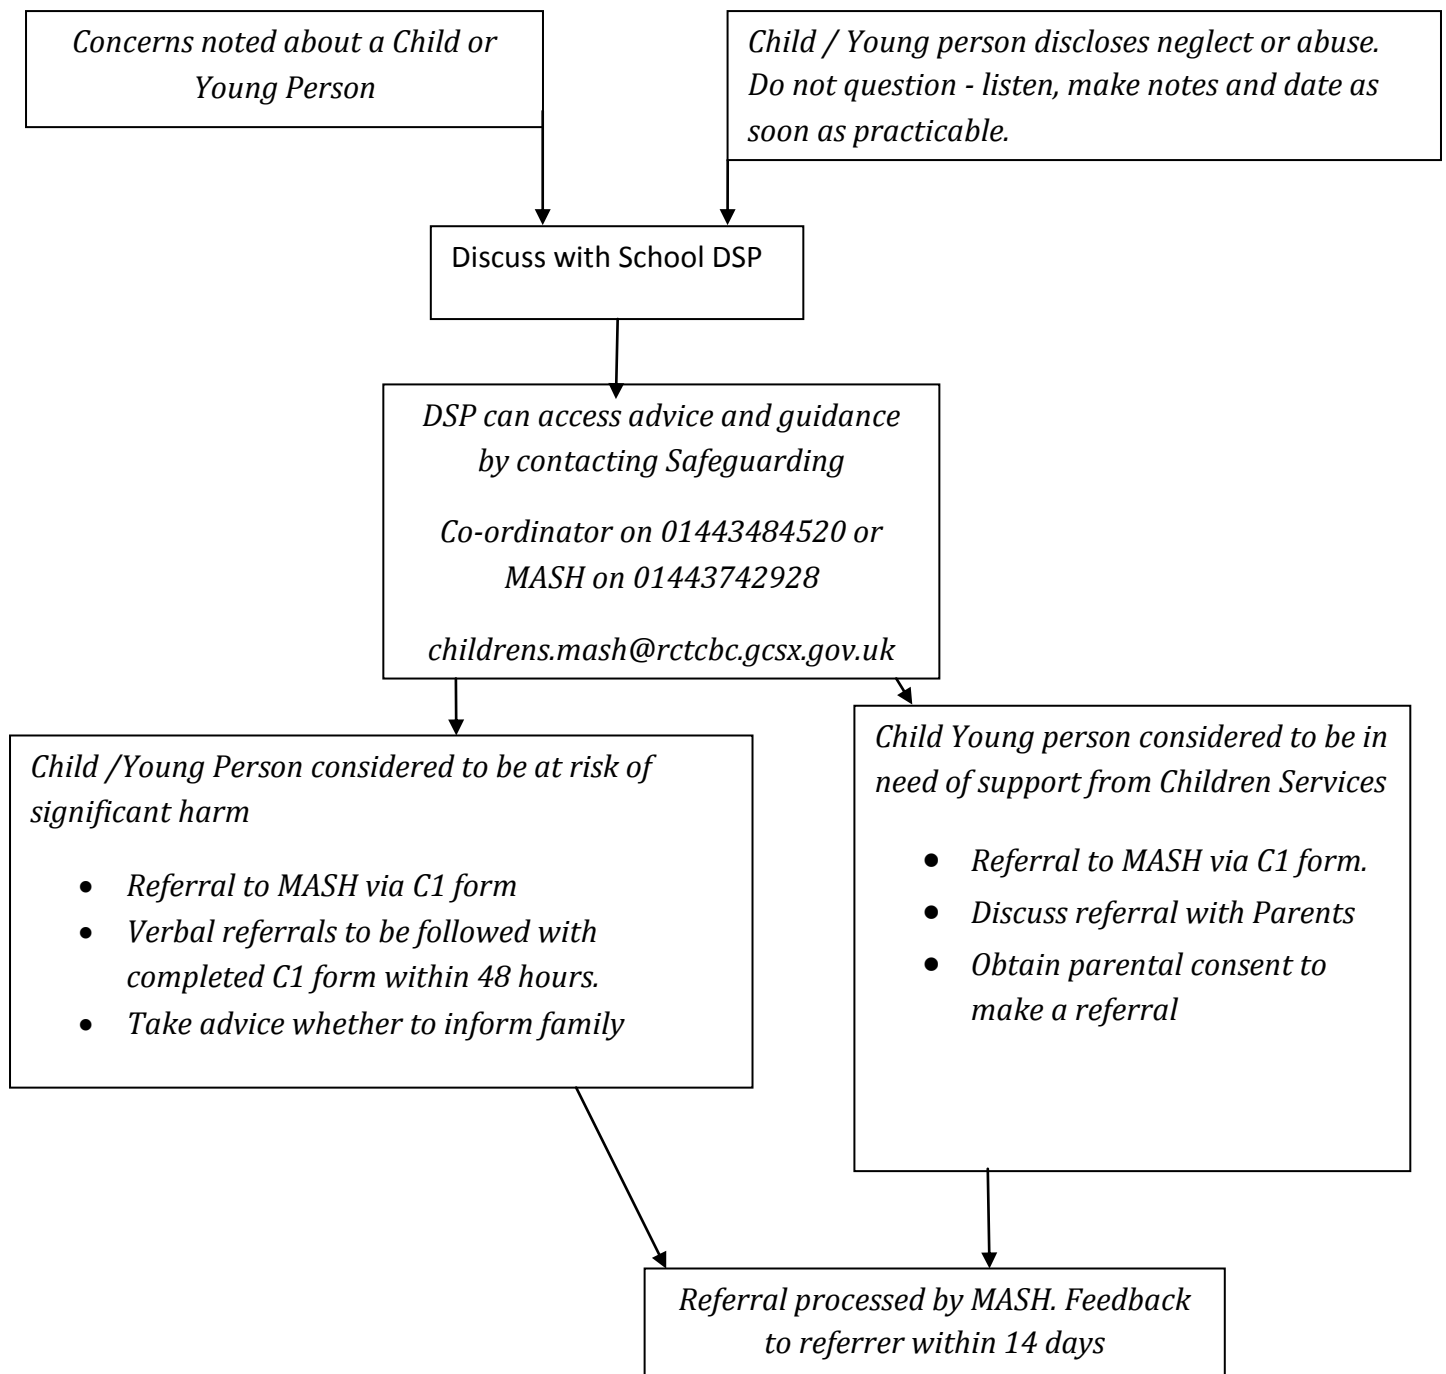 Concerns noted about a Child or
Young Person
Child / Young person discloses neglect or abuse.
Do not question - listen, make notes and date as
soon as practicable.
Discuss with School DSP
DSP can access advice and guidance
by contacting Safeguarding
Co-ordinator on 01443484520 or
MASH on 01443742928
childrens.mash@rctcbc.gcsx.gov.uk
Child /Young Person considered to be at risk of
significant harm
• Referral to MASH via C1 form
• Verbal referrals to be followed with
completed C1 form within 48 hours.
• Take advice whether to inform family
Child Young person considered to be in
need of support from Children Services
• Referral to MASH via C1 form.
• Discuss referral with Parents
• Obtain parental consent to
make a referral
Referral processed by MASH. Feedback
to referrer within 14 days